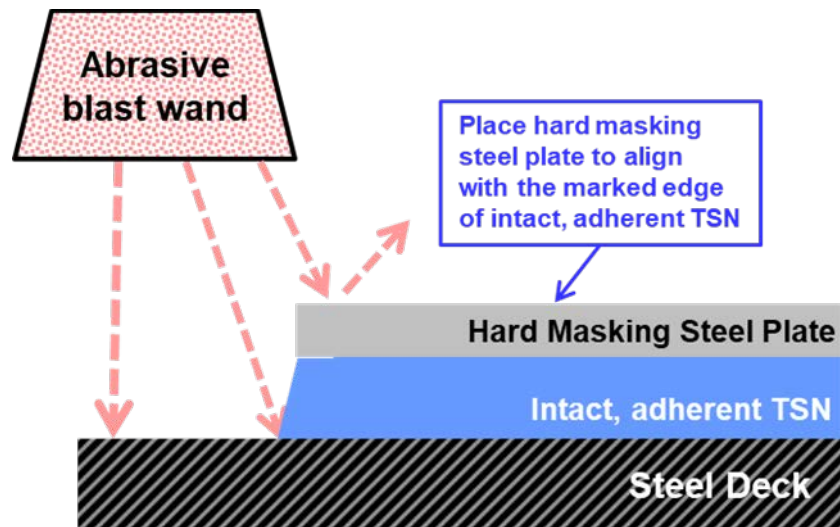 Abrasive
blast wand
Place hard masking
steel plate to align
with the marked edge
of intact, adherent TSN
Hard Masking Steel Plate
Intact, adherent TSN
Steel Deck